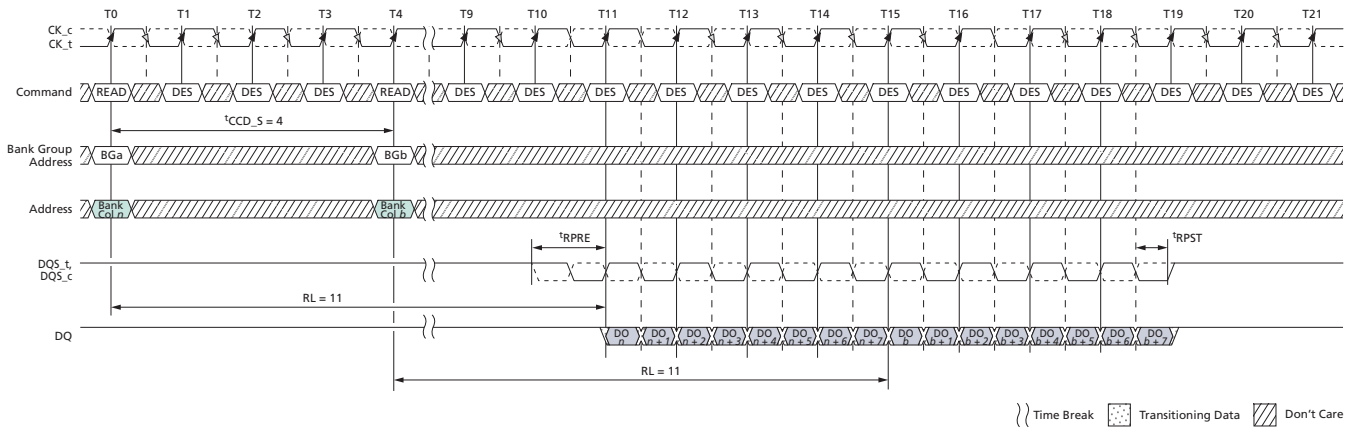 T0 T1 T2 T3 T4 T9 T10 T11 T12 T13 T14 T15 T16 T17 T18 T19 T20 T21
CK_c
CK_t
Command READ DES DES DES READ DES DES DES DES DES DES DES DES DES DES DES DES DES
tCCD_S = 4
Bank Group
Address
BGa BGb
Address
Bank
Col n
Bank
Col b
tRPRE tRPST
DQS_t,
DQS_c
RL = 11
DQ
DO
n
DO
n + 1
DO
n + 2
DO
n + 3
DO
n + 4
DO
n + 5
DO
n + 6
DO
n + 7
DO
b
DO
b + 1
DO
b + 2
DO
b + 3
DO
b + 4
DO
b + 5
DO
b + 6
DO
b + 7
RL = 11
Time Break Transitioning Data Don't Care